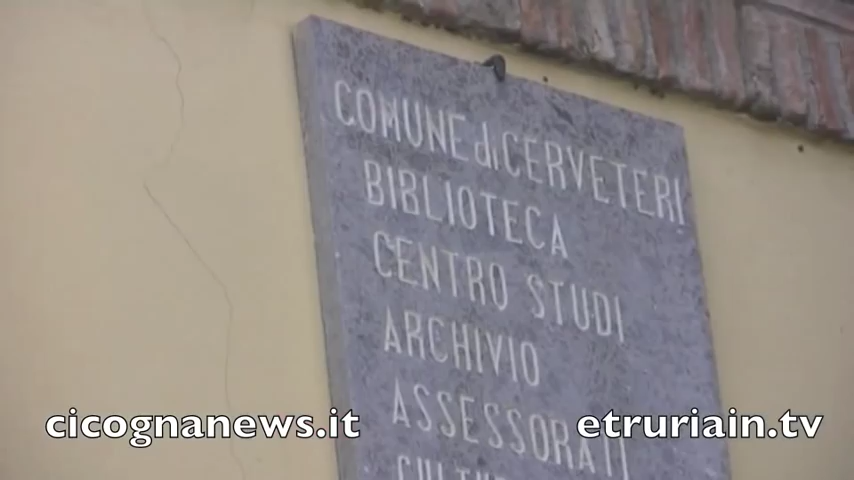 COMUNE di CERVETERI
BIBLIOTECA
CENTRO STUDI
ARCHIVIO
ASSESSORATI
cicognanews.it
etruriain.tv